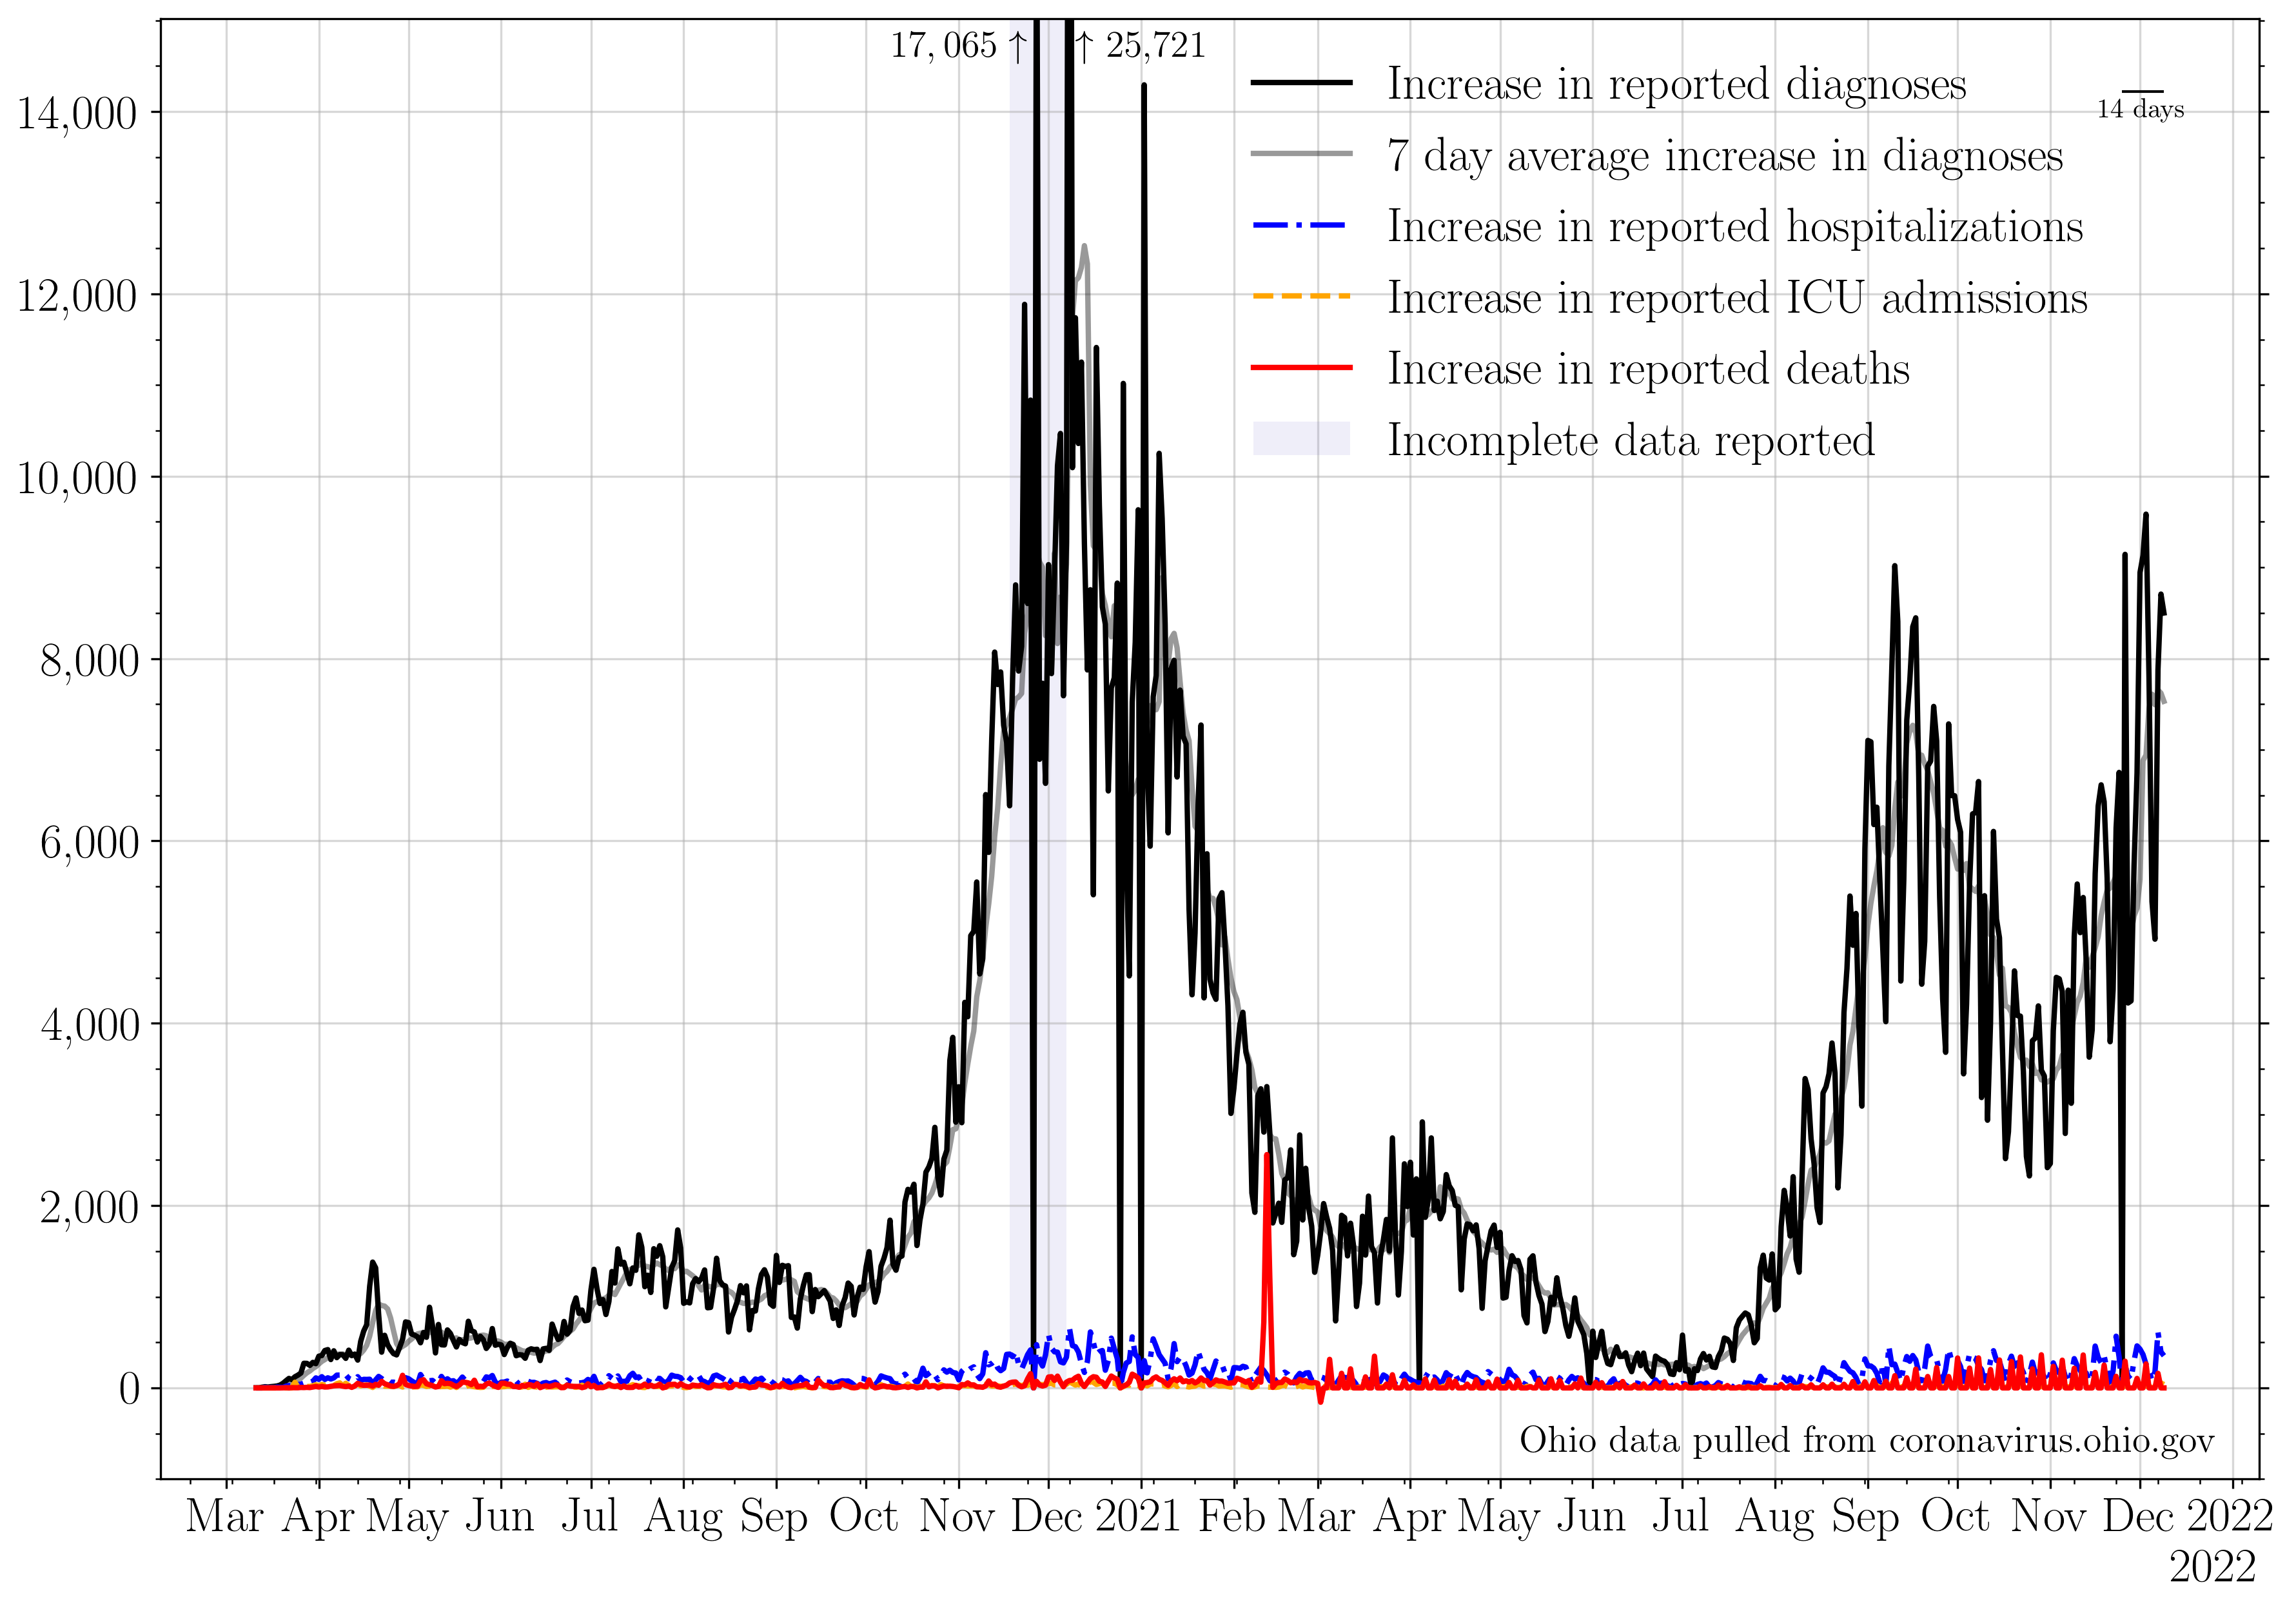 17,065 ↑ ↑ 25,721
Increase in reported diagnoses
14 days
7 day average increase in diagnoses
Increase in reported hospitalizations
Increase in reported ICU admissions
Increase in reported deaths
Incomplete data reported
14,000
12,000
10,000
8,000
6,000
4,000
2,000
0
Ohio data pulled from coronavirus.ohio.gov
Mar Apr May Jun Jul Aug Sep Oct Nov Dec 2021 Feb Mar Apr May Jun Jul Aug Sep Oct Nov Dec 2022
2022